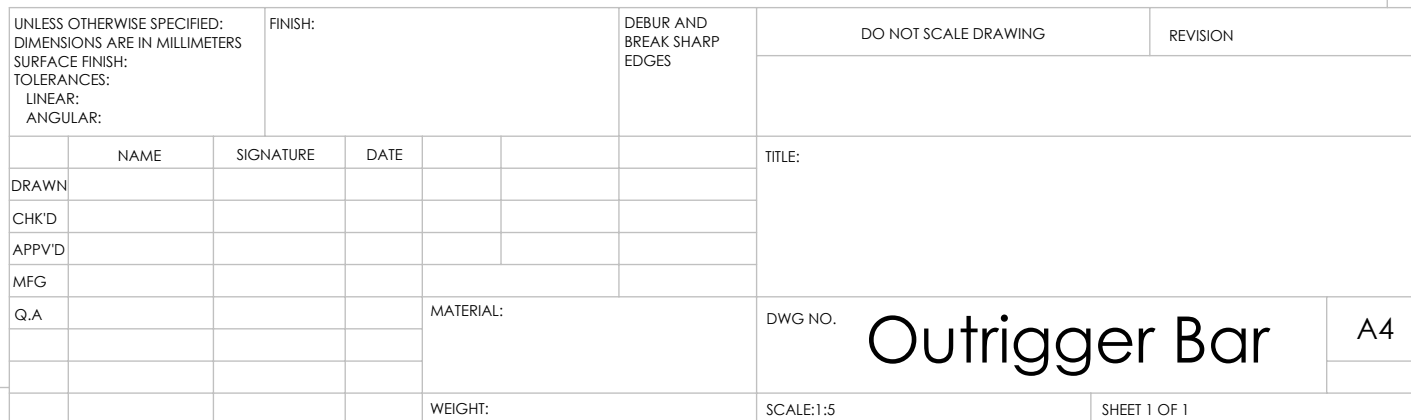 UNLESS OTHERWISE SPECIFIED:
DIMENSIONS ARE IN MILLIMETERS
SURFACE FINISH:
TOLERANCES:
LINEAR:
ANGULAR:
FINISH:
DEBUR AND
BREAK SHARP
EDGES
DO NOT SCALE DRAWING
REVISION
NAME
SIGNATURE
DATE
DRAWN
CHK'D
APPV'D
MFG
Q.A
TITLE:
MATERIAL:
DWG NO.
Outrigger Bar
A4
WEIGHT:
SCALE:1:5
SHEET 1 OF 1